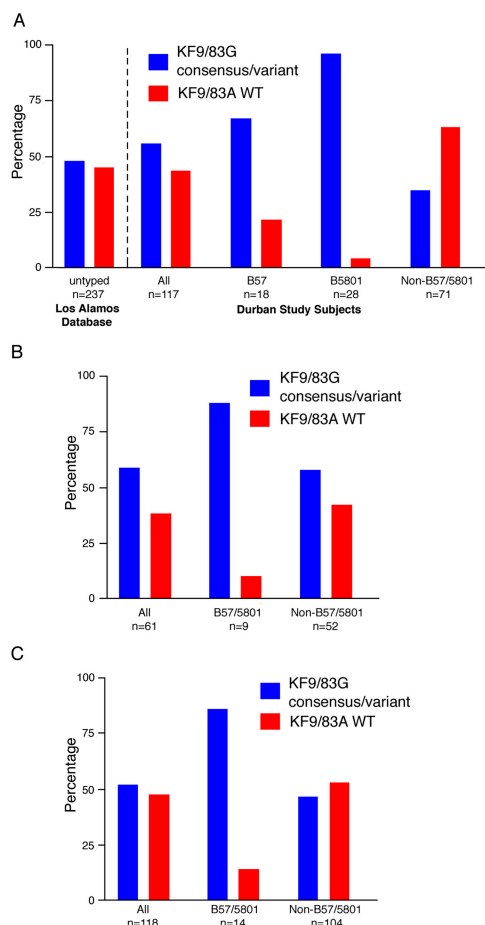 A
100
75
50
25
0
Percentage
KF9/83G
consensus/variant
KF9/83A WT
untyped
n=237
Los Alamos
Database
All
n=117
B57
n=18
B5801
n=28
Non-B57/5801
n=71
Durban Study Subjects
B
100
75
50
25
0
Percentage
KF9/83G
consensus/variant
KF9/83A WT
All
n=61
B57/5801
n=9
Non-B57/5801
n=52
C
100
75
50
25
0
Percentage
KF9/83G
consensus/variant
KF9/83A WT
All
n=118
B57/5801
n=14
Non-B57/5801
n=104